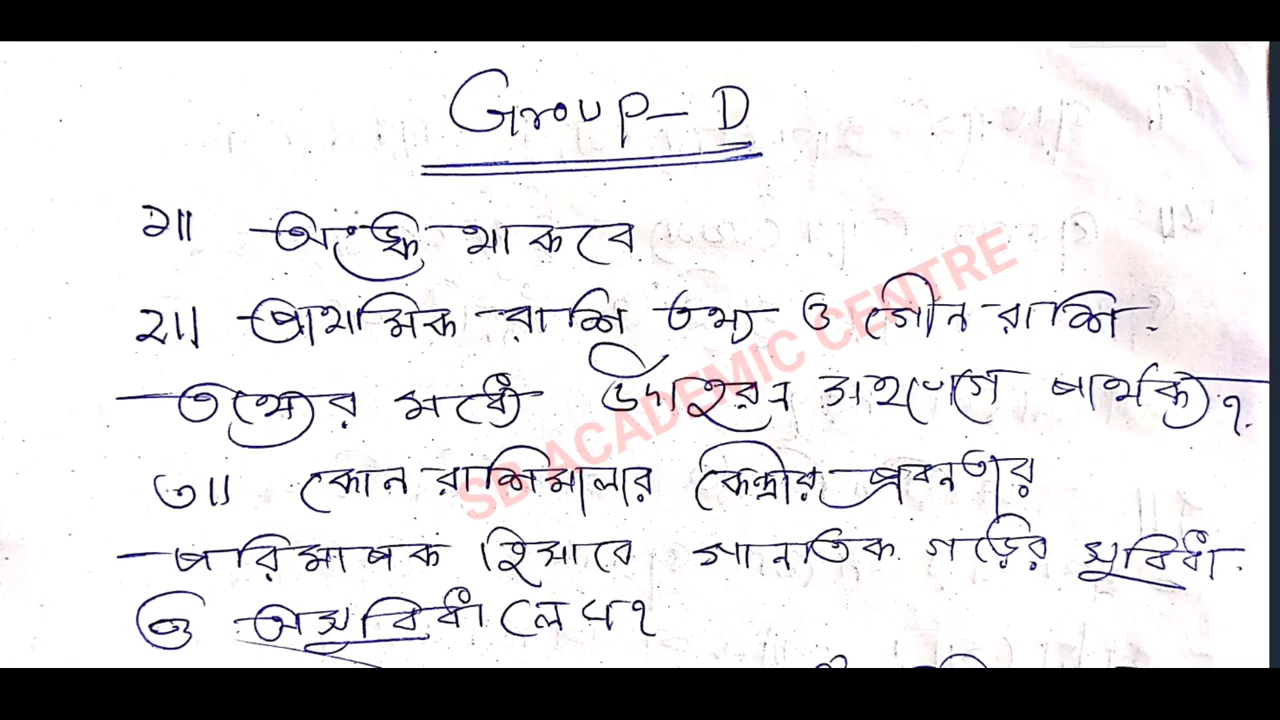 Group-D
১॥ অংঙ্কি থাকবে
২॥ প্রাথমিক রাশি তথ্য ও গৌন রাশি
তথ্যের মধ্যে উদাহরন সহযোগে পার্থক্য?
৩॥ কোন রাশিমালার কেন্দ্রীয় প্রবনতার
পরিমাপক হিসাবে গানতিক গড়ের সুবিধা
ও অসুবিধা লেখ?
SB ACADEMIC CENTRE